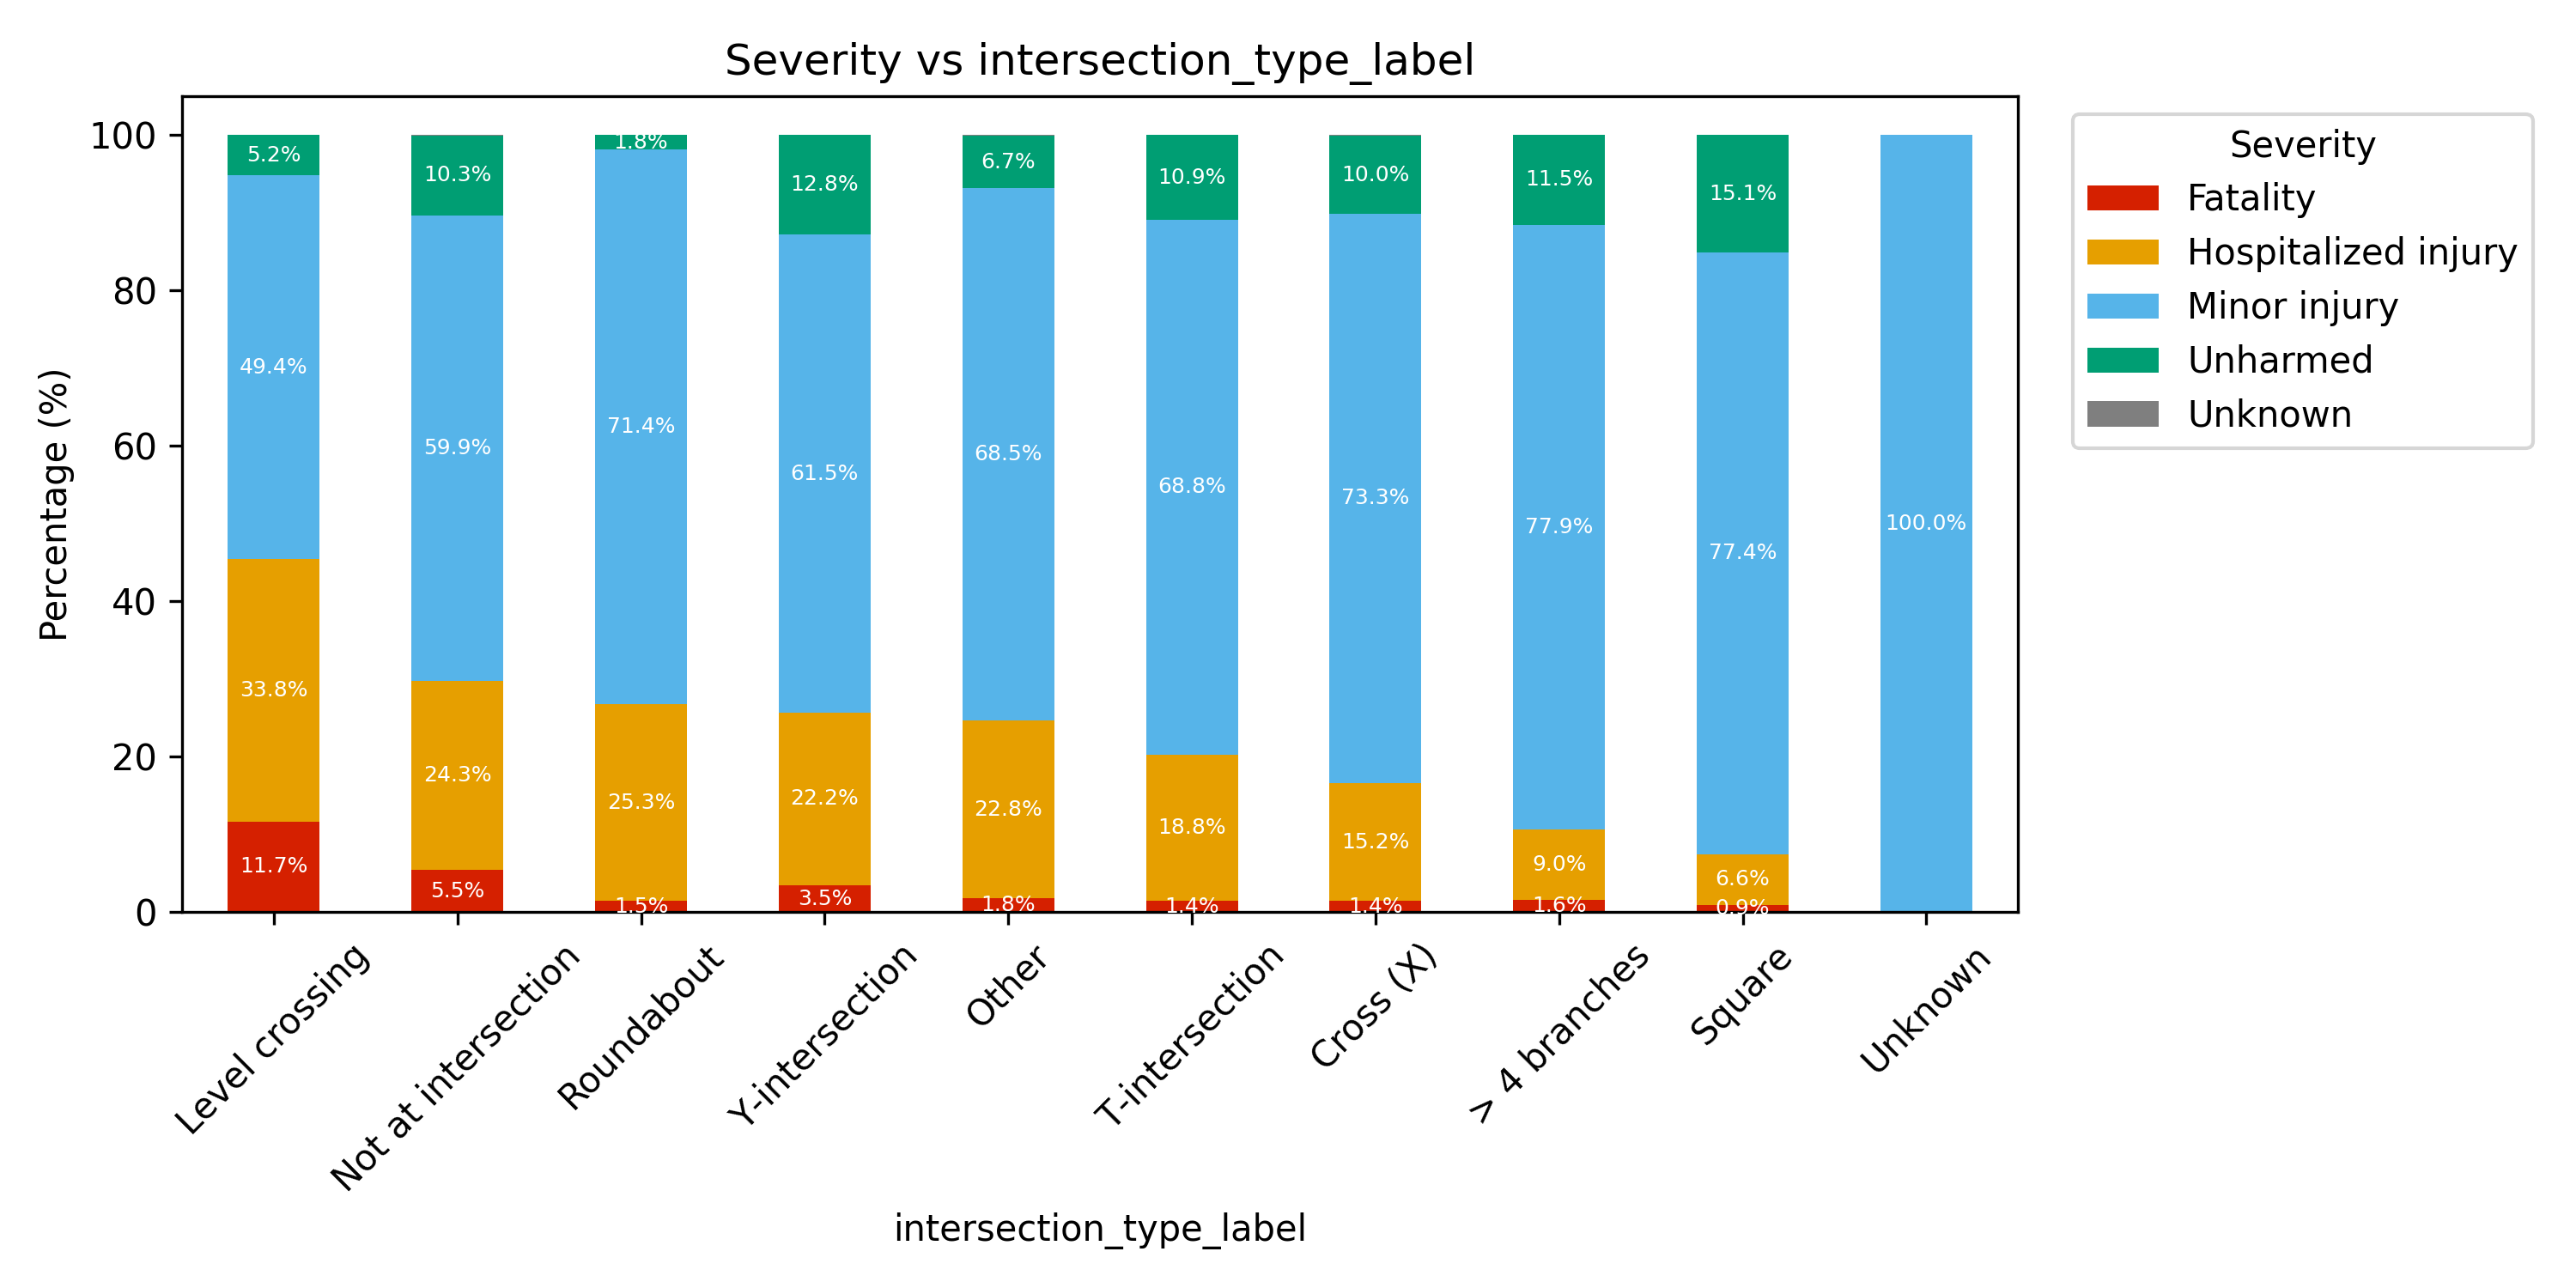 Severity vs intersection_type_label
Percentage (%)
100
80
60
40
20
0
5.2%
49.4%
33.8%
11.7%
10.3%
59.9%
24.3%
5.5%
1.8%
71.4%
25.3%
1.5%
12.8%
61.5%
22.2%
3.5%
6.7%
68.5%
22.8%
1.8%
10.9%
68.8%
18.8%
1.4%
10.0%
73.3%
15.2%
1.4%
11.5%
77.9%
9.0%
1.6%
15.1%
77.4%
6.6%
0.9%
100.0%
Level crossing
Not at intersection
Roundabout
Y-intersection
Other
T-intersection
Cross (X)
> 4 branches
Square
Unknown
intersection_type_label
Severity
Fatality
Hospitalized injury
Minor injury
Unharmed
Unknown